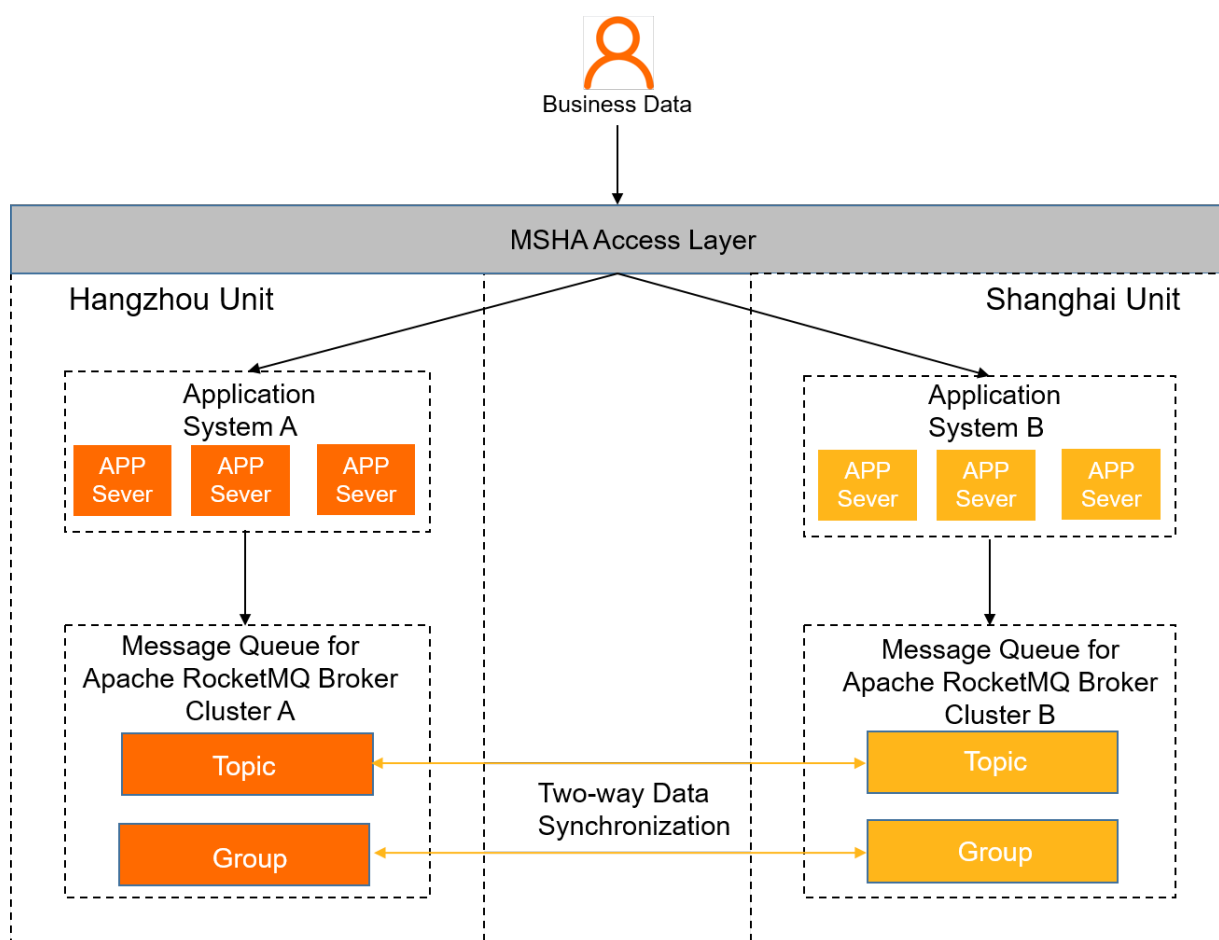 Business Data
MSHA Access Layer
Hangzhou Unit
Shanghai Unit
Application
System A
APP
Sever
APP
Sever
APP
Sever
Application
System B
APP
Sever
APP
Sever
APP
Sever
Message Queue for
Apache RocketMQ Broker
Cluster A
Topic
Group
Two-way Data
Synchronization
Message Queue for
Apache RocketMQ Broker
Cluster B
Topic
Group